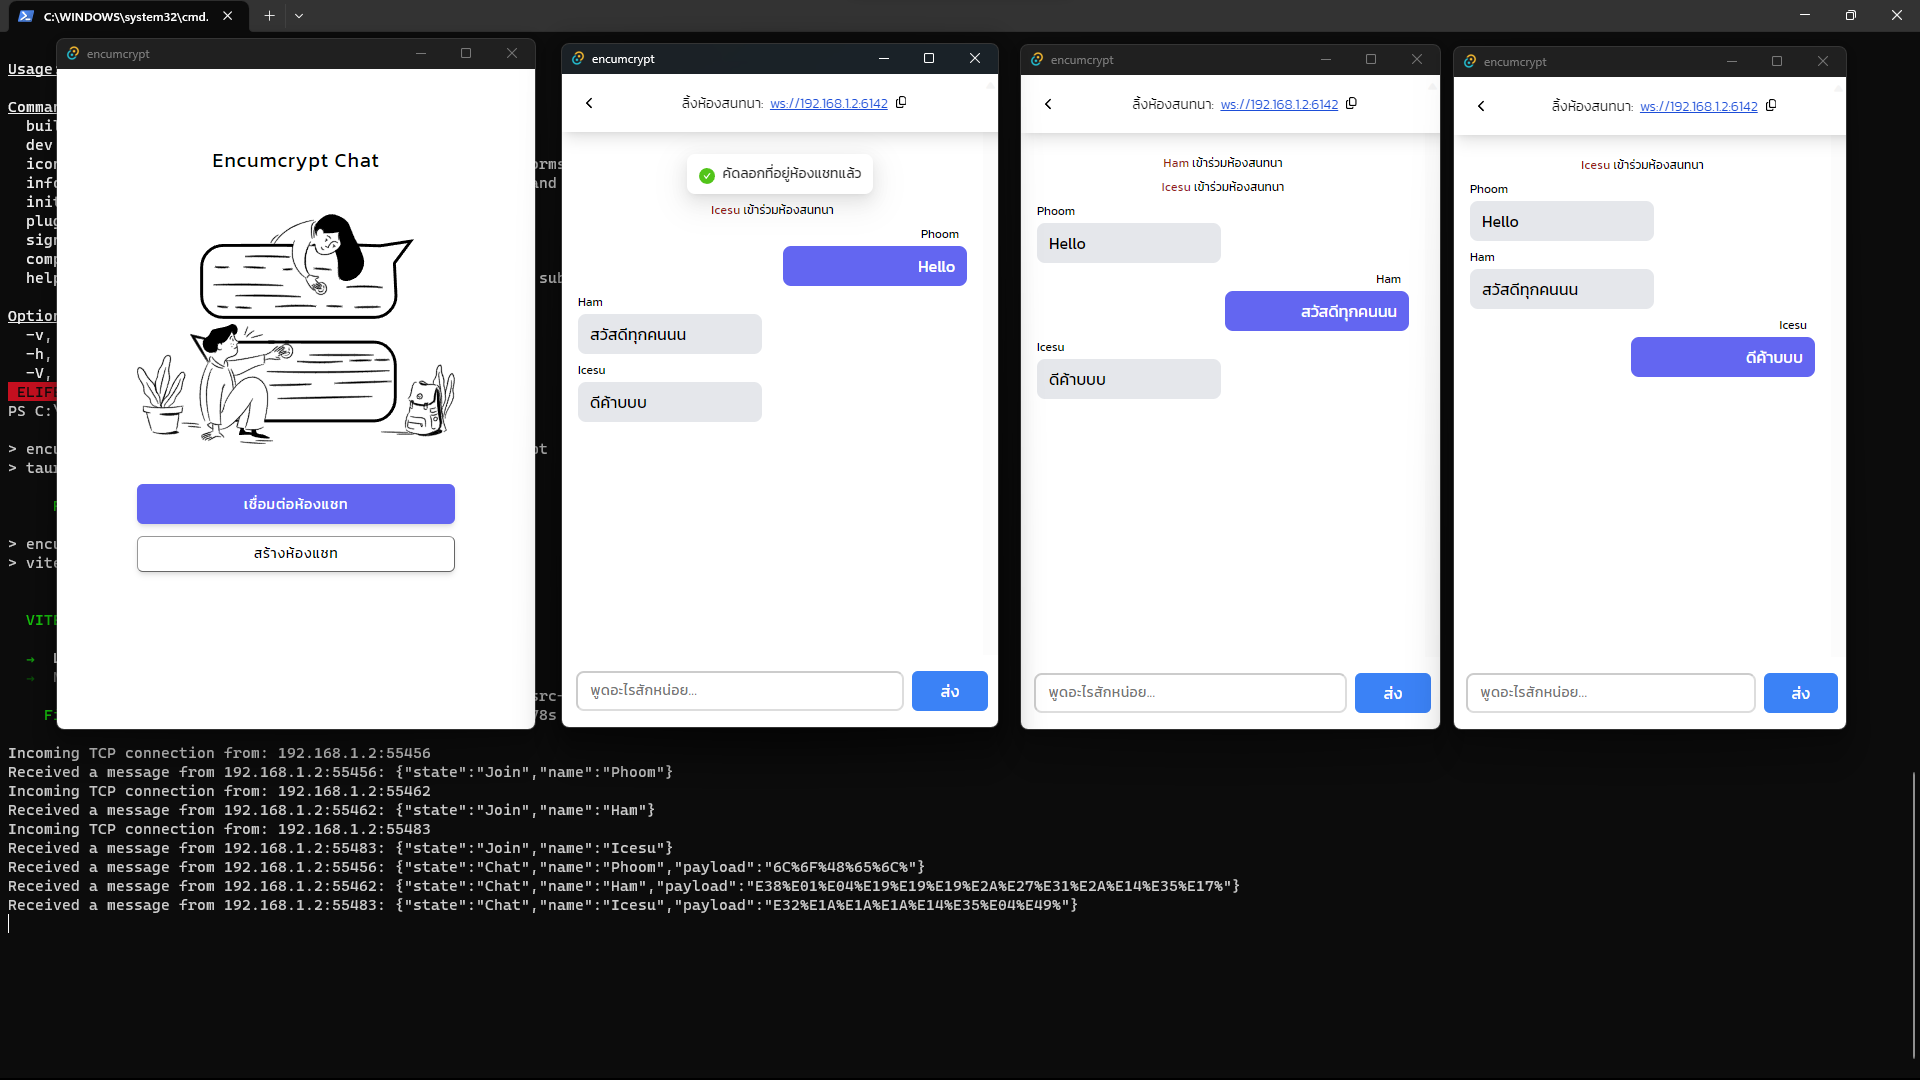 C:\WINDOWS\system32\cmd.
Usage
Comman
buil
dev
icon
info
init
plug
sign
comp
help
orms
and
sub
Option
-v,
-h,
-V,
ELIFE
PS C:\
> encu
pt
> tau
> encu
> vite
VITE
src-
78s
encumcrypt
Encumcrypt Chat
เชื่อมต่อห้องแชท
สร้างห้องแชท
encumcrypt
ลิ้งห้องสนทนา: ws://192.168.1.2:6142
คัดลอกที่อยู่ห้องแชทแล้ว
Icesu เข้าร่วมห้องสนทนา
Phoom
Hello
Ham
สวัสดีทุกคนนน
Icesu
ดีค้าบบบ
พูดอะไรสักหน่อย...
ส่ง
encumcrypt
ลิ้งห้องสนทนา: ws://192.168.1.2:6142
Ham เข้าร่วมห้องสนทนา
Icesu เข้าร่วมห้องสนทนา
Phoom
Hello
Ham
สวัสดีทุกคนนน
Icesu
ดีค้าบบบ
พูดอะไรสักหน่อย...
ส่ง
encumcrypt
ลิ้งห้องสนทนา: ws://192.168.1.2:6142
Icesu เข้าร่วมห้องสนทนา
Phoom
Hello
Ham
สวัสดีทุกคนนน
Icesu
ดีค้าบบบ
พูดอะไรสักหน่อย...
ส่ง
Incoming TCP connection from: 192.168.1.2:55456
Received a message from 192.168.1.2:55456: {"state":"Join","name":"Phoom"}
Incoming TCP connection from: 192.168.1.2:55462
Received a message from 192.168.1.2:55462: {"state":"Join","name":"Ham"}
Incoming TCP connection from: 192.168.1.2:55483
Received a message from 192.168.1.2:55483: {"state":"Join","name":"Icesu"}
Received a message from 192.168.1.2:55456: {"state":"Chat","name":"Phoom","payload":"6C%6F%48%65%6C%"}
Received a message from 192.168.1.2:55462: {"state":"Chat","name":"Ham","payload":"E38%E01%E04%E19%E19%E19%E2A%E27%E31%E2A%E14%E35%E17%"}
Received a message from 192.168.1.2:55483: {"state":"Chat","name":"Icesu","payload":"E32%E1A%E1A%E1A%E14%E35%E04%E49%"}